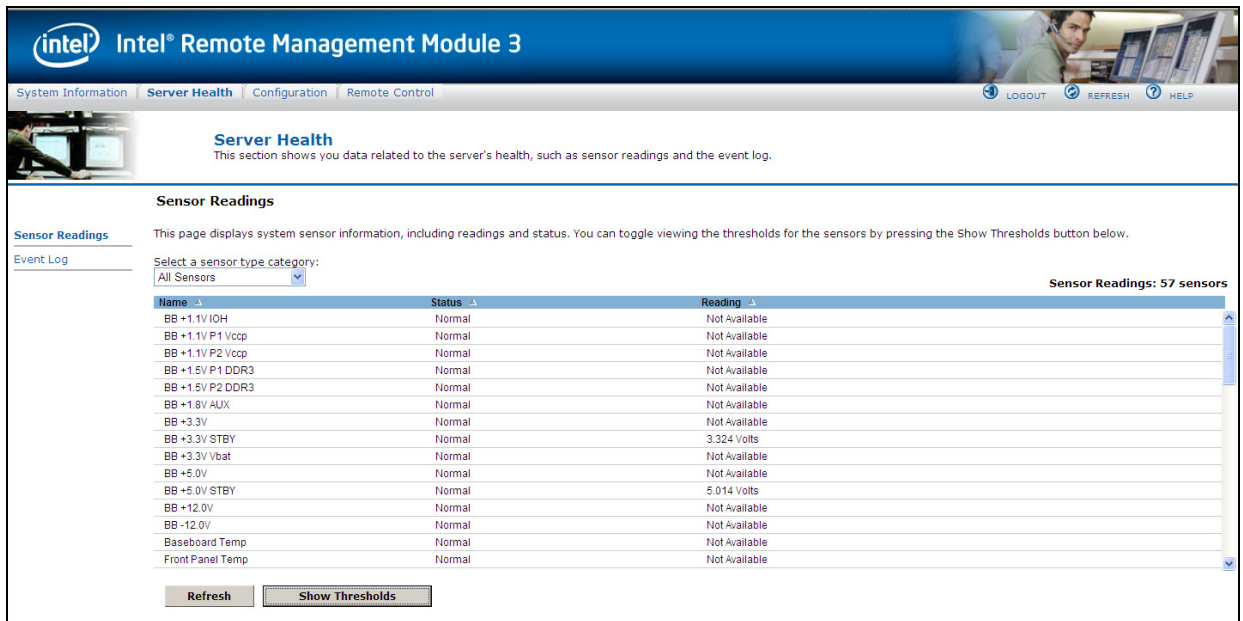 intel Intel® Remote Management Module 3
System Information Server Health Configuration Remote Control LOGOUT REFRESH ? HELP
Server Health
This section shows you data related to the server's health, such as sensor readings and the event log.
Sensor Readings
Sensor Readings
Event Log
This page displays system sensor information, including readings and status. You can toggle viewing the thresholds for the sensors by pressing the Show Thresholds button below.
Select a sensor type category:
All Sensors
Sensor Readings: 57 sensors
Name Status Reading
BB +1.1V IOH Normal Not Available
BB +1.1V P1 Vccp Normal Not Available
BB +1.1V P2 Vccp Normal Not Available
BB +1.5V P1 DDR3 Normal Not Available
BB +1.5V P2 DDR3 Normal Not Available
BB +1.8V AUX Normal Not Available
BB +3.3V Normal Not Available
BB +3.3V STBY Normal 3.324 Volts
BB +3.3V Vbat Normal Not Available
BB +5.0V Normal Not Available
BB +5.0V STBY Normal 5.014 Volts
BB +12.0V Normal Not Available
BB -12.0V Normal Not Available
Baseboard Temp Normal Not Available
Front Panel Temp Normal Not Available
Refresh Show Thresholds